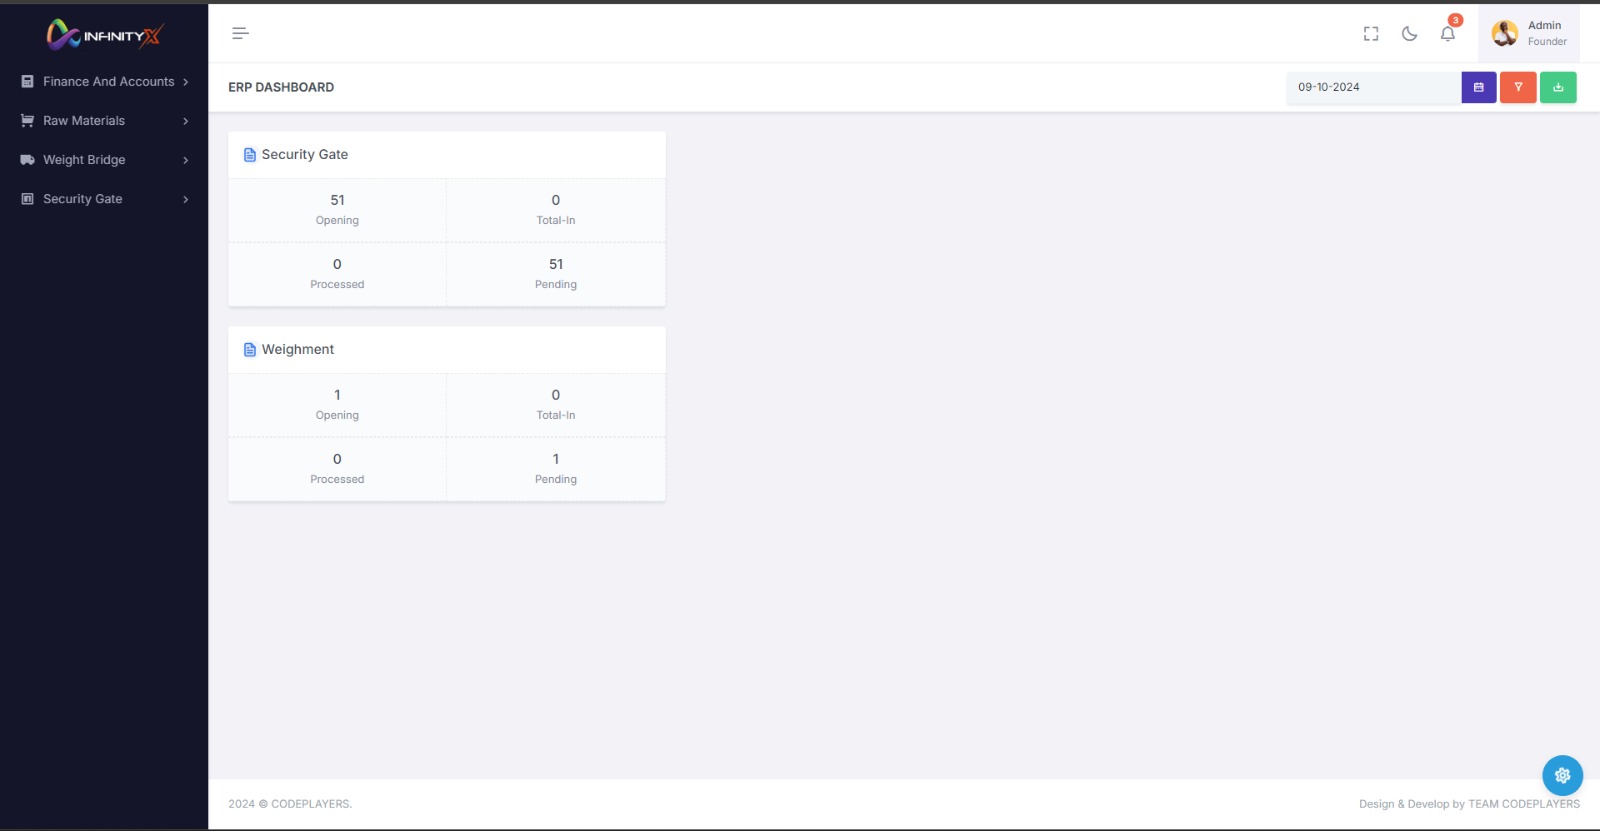 INFINITYX
Finance And Accounts
Raw Materials
Weight Bridge
Security Gate
3
Admin
Founder
ERP DASHBOARD
09-10-2024
Security Gate
51
Opening
0
Total-In
0
Processed
51
Pending
Weighment
1
Opening
0
Total-In
0
Processed
1
Pending
2024 © CODEPLAYERS.
Design & Develop by TEAM CODEPLAYERS